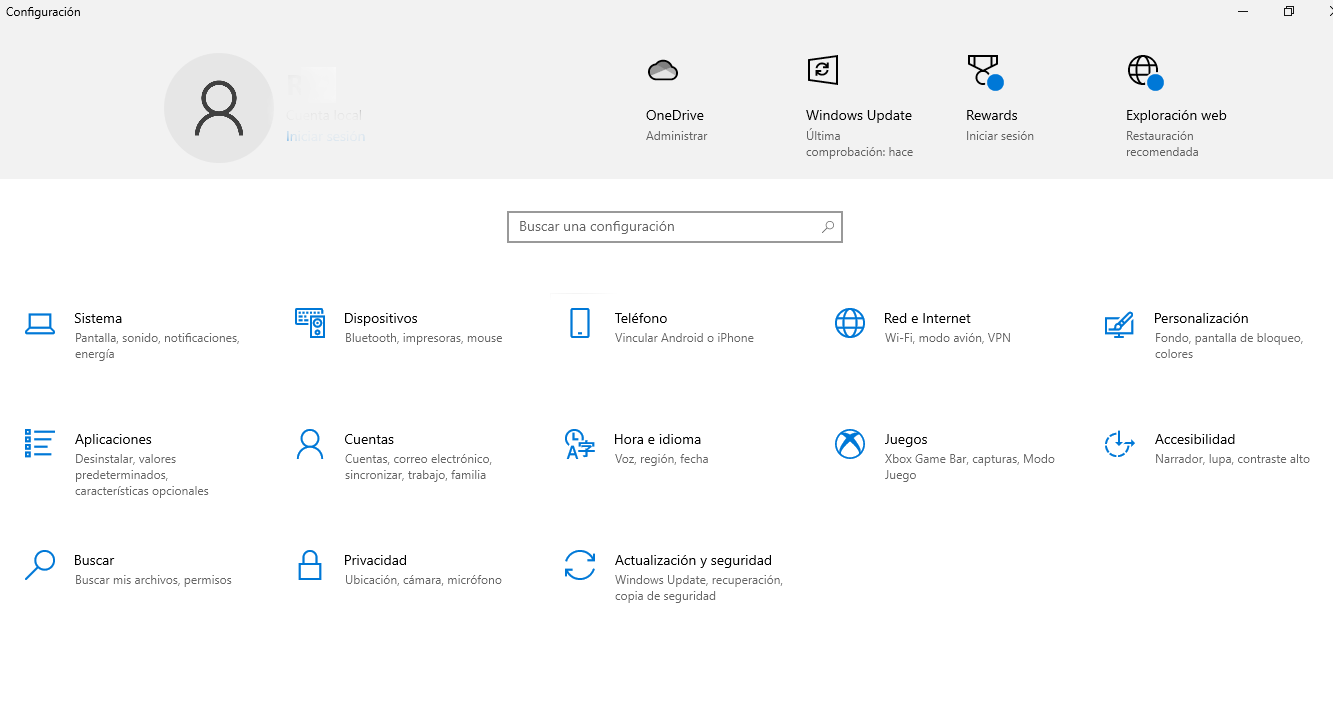 Configuración
Cuenta local
Iniciar sesión
OneDrive
Administrar
Windows Update
Última
comprobación: hace
Rewards
Iniciar sesión
Exploración web
Restauración
recomendada
Buscar una configuración
Sistema
Pantalla, sonido, notificaciones,
energía
Dispositivos
Bluetooth, impresoras, mouse
Teléfono
Vincular Android o iPhone
Red e Internet
Wi-Fi, modo avión, VPN
Personalización
Fondo, pantalla de bloqueo,
colores
Aplicaciones
Desinstalar, valores
predeterminados,
características opcionales
Cuentas
Cuentas, correo electrónico,
sincronizar, trabajo, familia
Hora e idioma
Voz, región, fecha
Juegos
Xbox Game Bar, capturas, Modo
Juego
Accesibilidad
Narrador, lupa, contraste alto
Buscar
Buscar mis archivos, permisos
Privacidad
Ubicación, cámara, micrófono
Actualización y seguridad
Windows Update, recuperación,
copia de seguridad